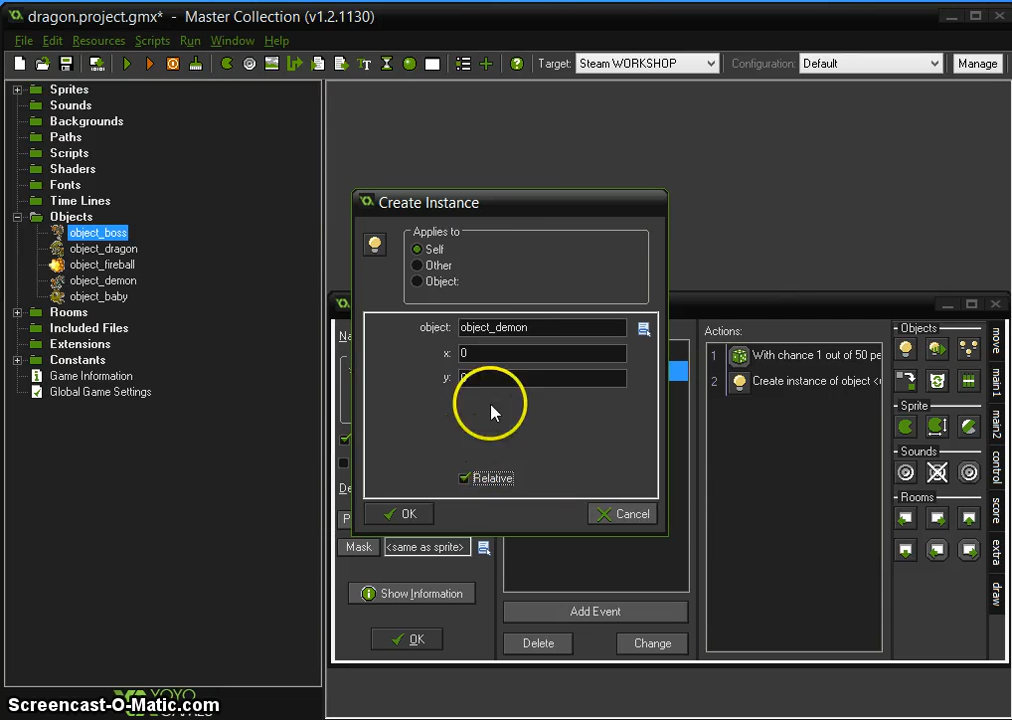 dragon.project.gmx* - Master Collection (v1.2.1130)
File Edit Resources Scripts Run Window Help
Target: Steam WORKSHOP Configuration: Default Manage
Sprites
Sounds
Backgrounds
Paths
Scripts
Shaders
Fonts
Time Lines
Objects
object_boss
object_dragon
object_fireball
object_demon
object_baby
Rooms
Included Files
Extensions
Constants
Game Information
Global Game Settings
Create Instance
Applies to
Self
Other
Object:
object: object_demon
x: 0
y:
Relative
OK Cancel
Mask <same as sprite>
Show Information
OK
Add Event
Delete Change
Actions:
1 With chance 1 out of 50 pe
2 Create instance of object
Objects
Sprite
Sounds
Rooms
move
main1
main2
control
score
extra
draw
YOYO
Screencast-O-Matic.com